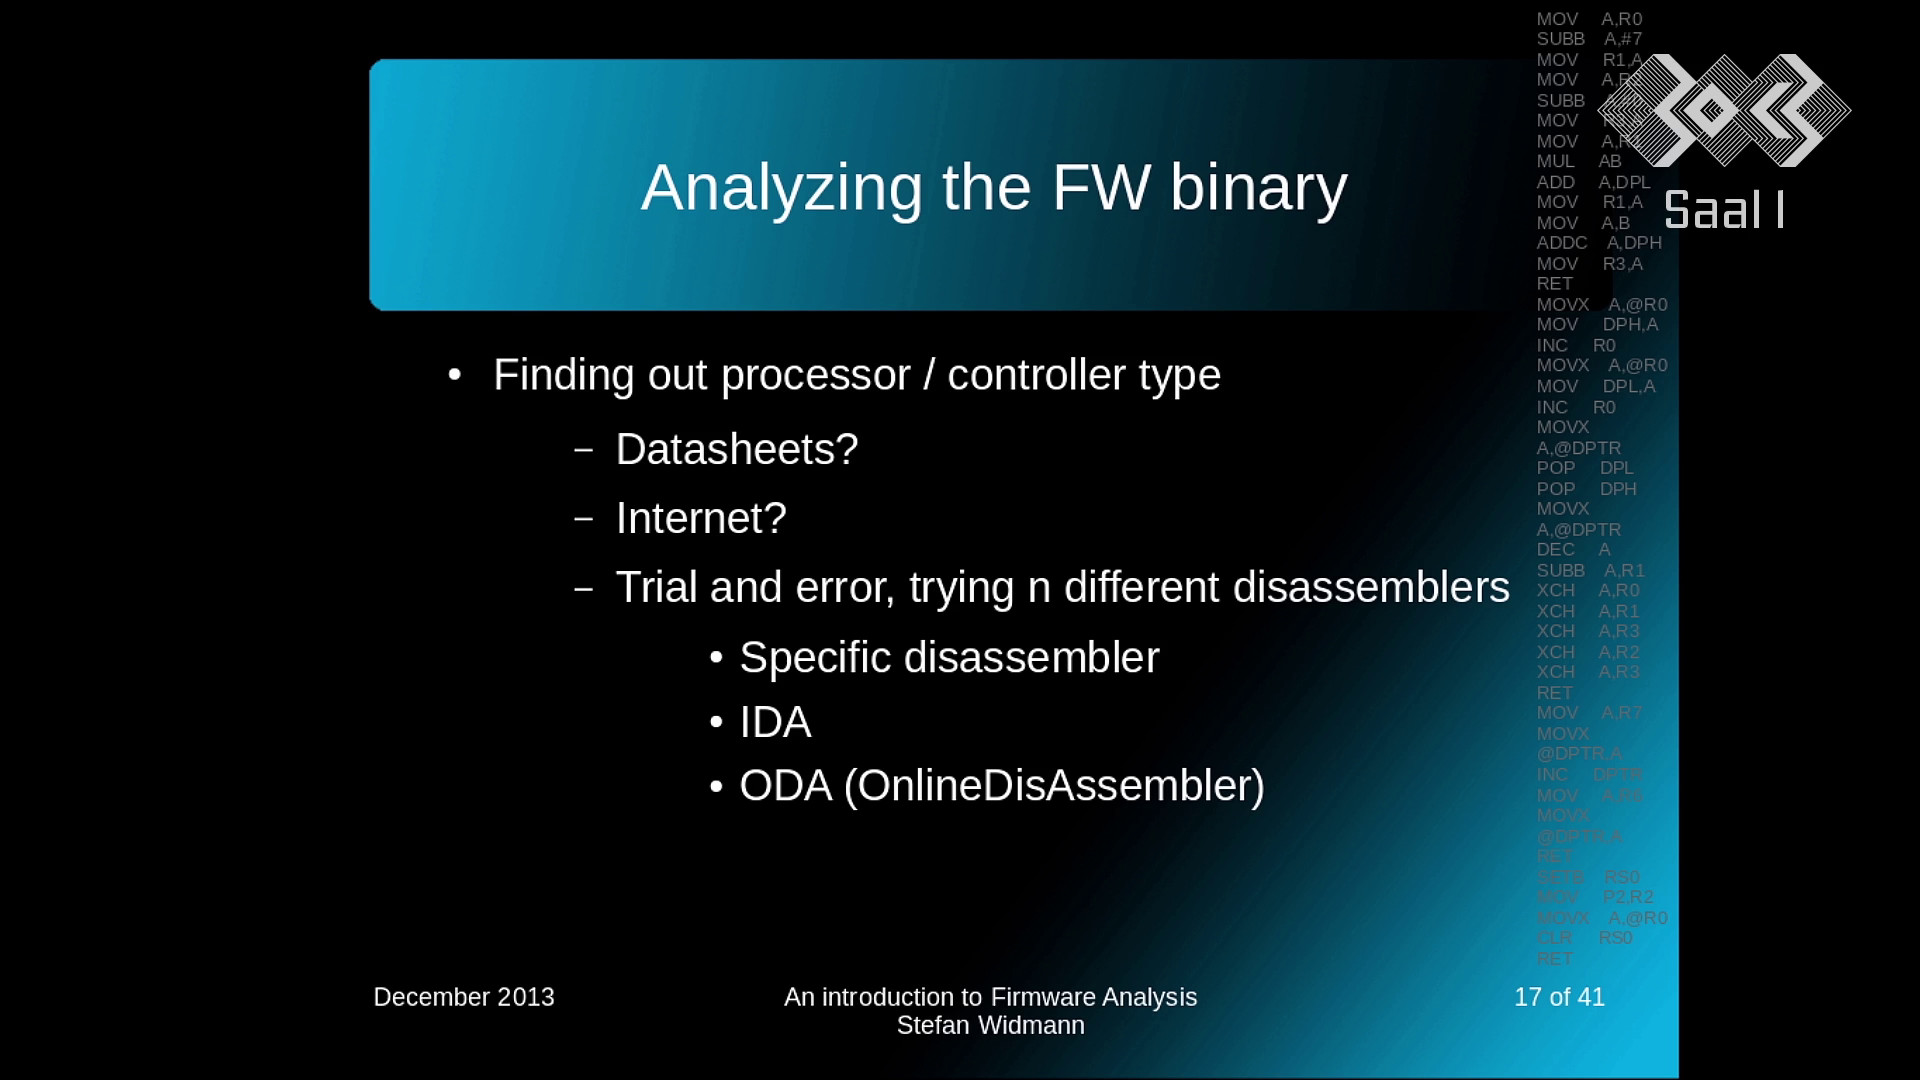 Analyzing the FW binary
• Finding out processor / controller type
– Datasheets?
– Internet?
– Trial and error, trying n different disassemblers
• Specific disassembler
• IDA
• ODA (OnlineDisAssembler)
December 2013
An introduction to Firmware Analysis
Stefan Widmann
17 of 41
MOV A,R0
SUBB A,#7
MOV R1,A
MOV
SUBB
MOV
MOV
MUL AB
ADD A,DPL
MOV R1,A
MOV A,B
ADDC A,DPH
MOV R3,A
RET
MOVX A,@R0
MOV DPH,A
INC R0
MOVX A,@R0
MOV DPL,A
INC R0
MOVX
A,@DPTR
POP DPL
POP DPH
MOVX
A,@DPTR
DEC A
SUBB A,R1
XCH A,R0
XCH A,R1
XCH A,R3
XCH A,R2
XCH A,R3
RET
MOV A,R7
MOVX
@DPTR,A
INC DPTR
MOV A,R6
MOVX
@DPTR,A
RET
SETB RS0
MOV P2,R2
MOVX A,@R0
CLR RS0
RET
Saal 1